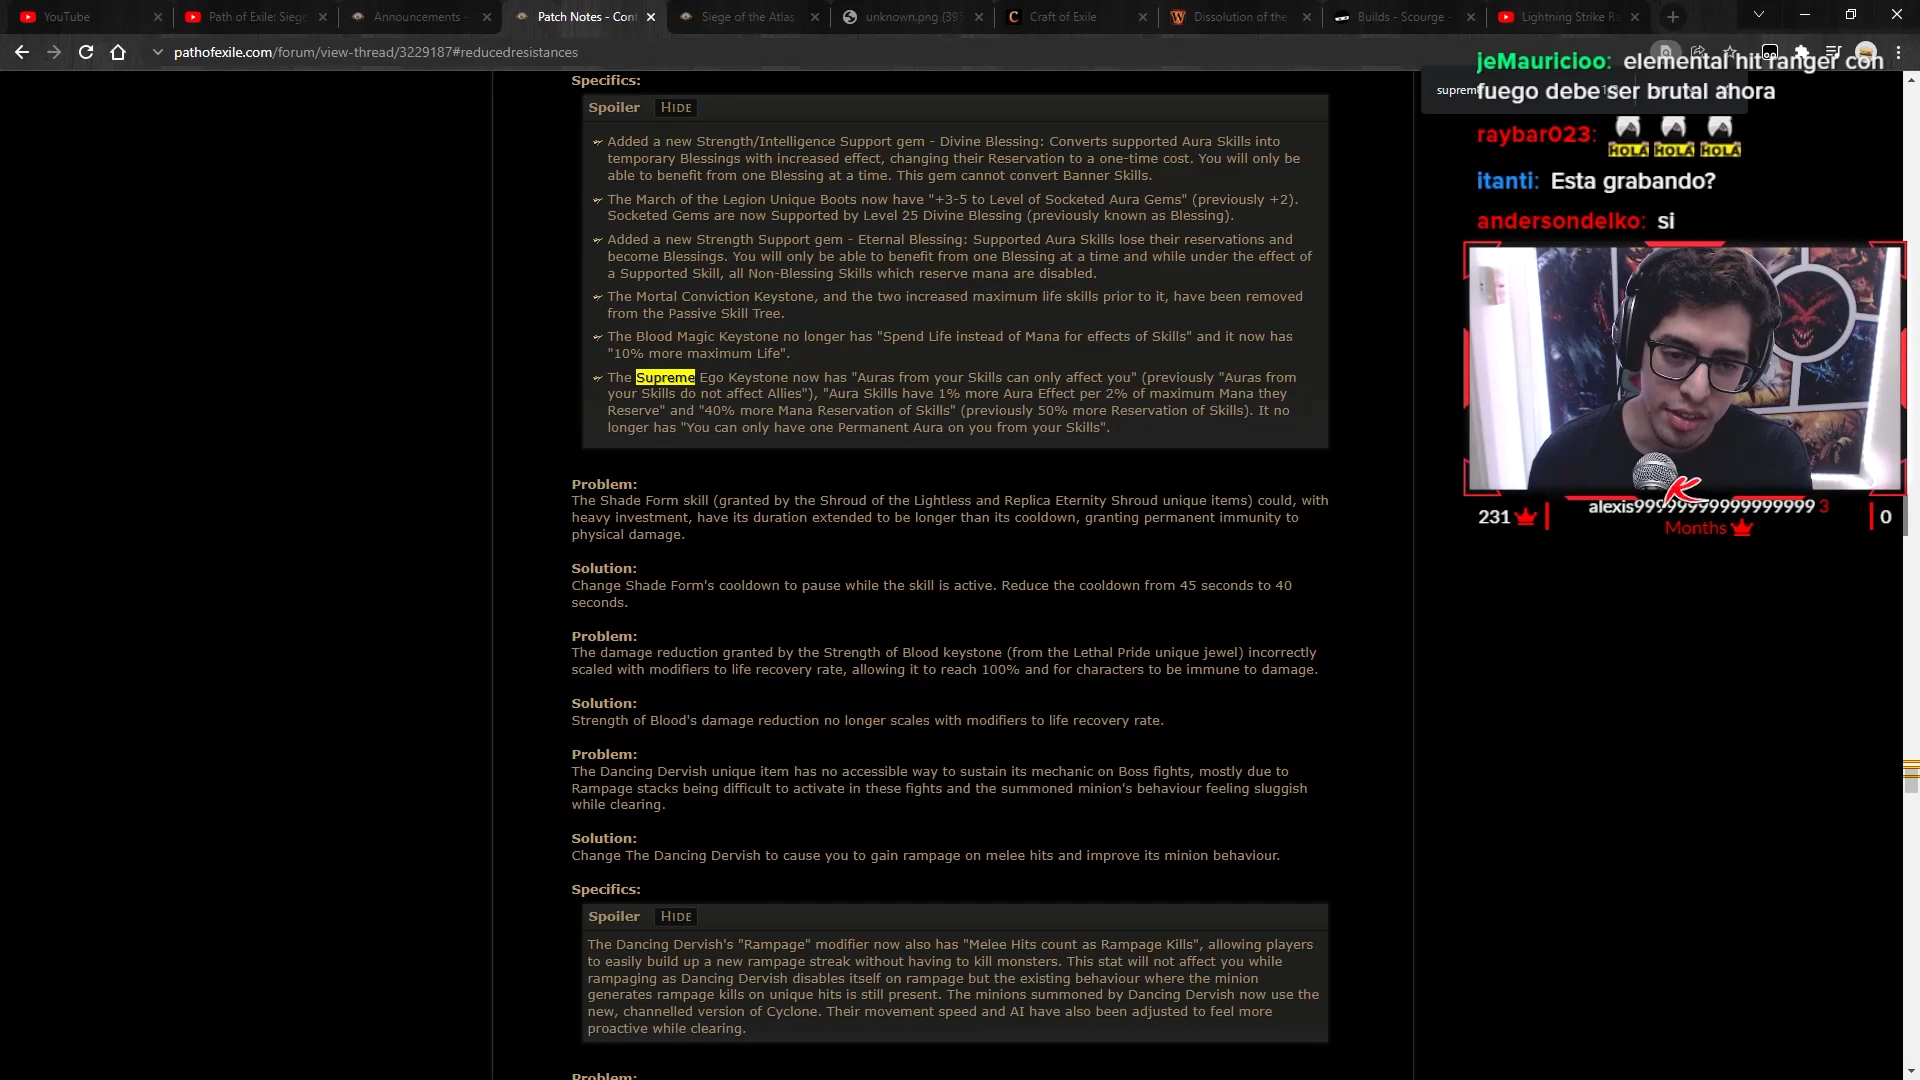 YouTube
Path of Exile: Siege
Announcements -
Patch Notes - Cont
Siege of the Atlas
unknown.png (395
Craft of Exile
Dissolution of the
Builds - Scourge -
Lightning Strike Ra
pathofexile.com/forum/view-thread/3229187#reducedresistances
Specifics:
Spoiler HIDE
Added a new Strength/Intelligence Support gem - Divine Blessing: Converts supported Aura Skills into
temporary Blessings with increased effect, changing their Reservation to a one-time cost. You will only be
able to benefit from one Blessing at a time. This gem cannot convert Banner Skills.
The March of the Legion Unique Boots now have "+3-5 to Level of Socketed Aura Gems" (previously +2).
Socketed Gems are now Supported by Level 25 Divine Blessing (previously known as Blessing).
Added a new Strength Support gem - Eternal Blessing: Supported Aura Skills lose their reservations and
become Blessings. You will only be able to benefit from one Blessing at a time and while under the effect of
a Supported Skill, all Non-Blessing Skills which reserve mana are disabled.
The Mortal Conviction Keystone, and the two increased maximum life skills prior to it, have been removed
from the Passive Skill Tree.
The Blood Magic Keystone no longer has "Spend Life instead of Mana for effects of Skills" and it now has
"10% more maximum Life".
The Supreme Ego Keystone now has "Auras from your Skills can only affect you" (previously "Auras from
your Skills do not affect Allies"), "Aura Skills have 1% more Aura Effect per 2% of maximum Mana they
Reserve" and "40% more Mana Reservation of Skills" (previously 50% more Reservation of Skills). It no
longer has "You can only have one Permanent Aura on you from your Skills".
Problem:
The Shade Form skill (granted by the Shroud of the Lightless and Replica Eternity Shroud unique items) could, with
heavy investment, have its duration extended to be longer than its cooldown, granting permanent immunity to
physical damage.
Solution:
Change Shade Form's cooldown to pause while the skill is active. Reduce the cooldown from 45 seconds to 40
seconds.
Problem:
The damage reduction granted by the Strength of Blood keystone (from the Lethal Pride unique jewel) incorrectly
scaled with modifiers to life recovery rate, allowing it to reach 100% and for characters to be immune to damage.
Solution:
Strength of Blood's damage reduction no longer scales with modifiers to life recovery rate.
Problem:
The Dancing Dervish unique item has no accessible way to sustain its mechanic on Boss fights, mostly due to
Rampage stacks being difficult to activate in these fights and the summoned minion's behaviour feeling sluggish
while clearing.
Solution:
Change The Dancing Dervish to cause you to gain rampage on melee hits and improve its minion behaviour.
Specifics:
Spoiler HIDE
The Dancing Dervish's "Rampage" modifier now also has "Melee Hits count as Rampage Kills", allowing players
to easily build up a new rampage streak without having to kill monsters. This stat will not affect you while
rampaging as Dancing Dervish disables itself on rampage but the existing behaviour where the minion
generates rampage kills on unique hits is still present. The minions summoned by Dancing Dervish now use the
new, channelled version of Cyclone. Their movement speed and AI have also been adjusted to feel more
proactive while clearing.
Problem:
jeMauricioo: elemental hit ranger con
supreme
fuego debe ser brutal ahora
raybar023:
HOLA HOLA HOLA
itanti: Esta grabando?
andersondelko: si
231
alexis99999999999999999 3
Months
0